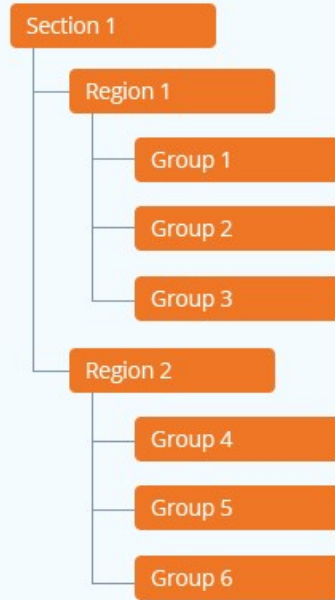 Section 1
Region 1
Group 1
Group 2
Group 3
Region 2
Group 4
Group 5
Group 6